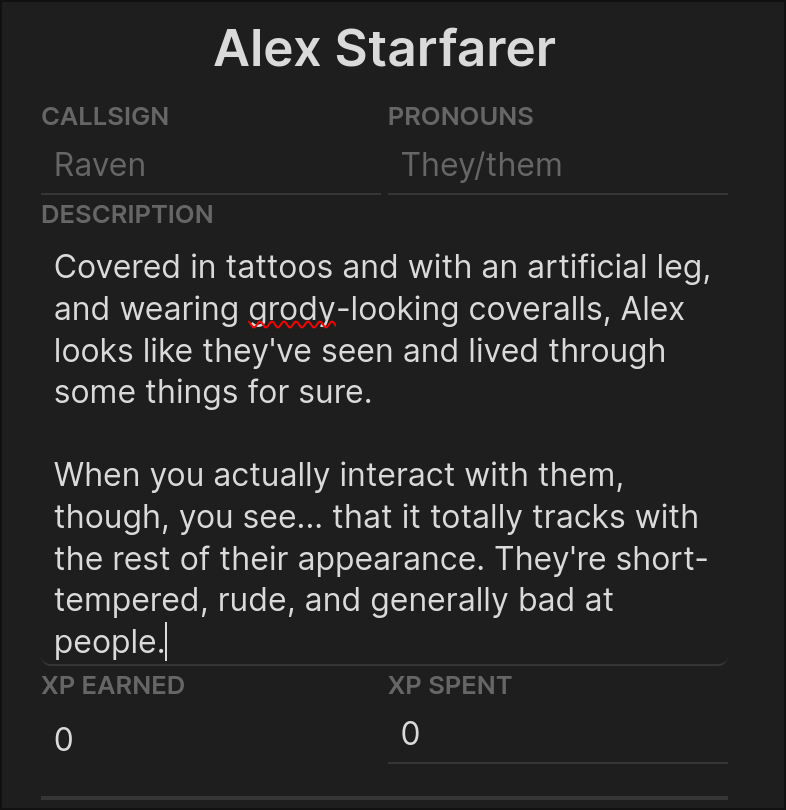 Alex Starfarer
CALLSIGN PRONOUNS
Raven They/them
DESCRIPTION
Covered in tattoos and with an artificial leg,
and wearing grody-looking coveralls, Alex
looks like they've seen and lived through
some things for sure.
When you actually interact with them,
though, you see... that it totally tracks with
the rest of their appearance. They're short-
tempered, rude, and generally bad at
people.
XP EARNED XP SPENT
0 0